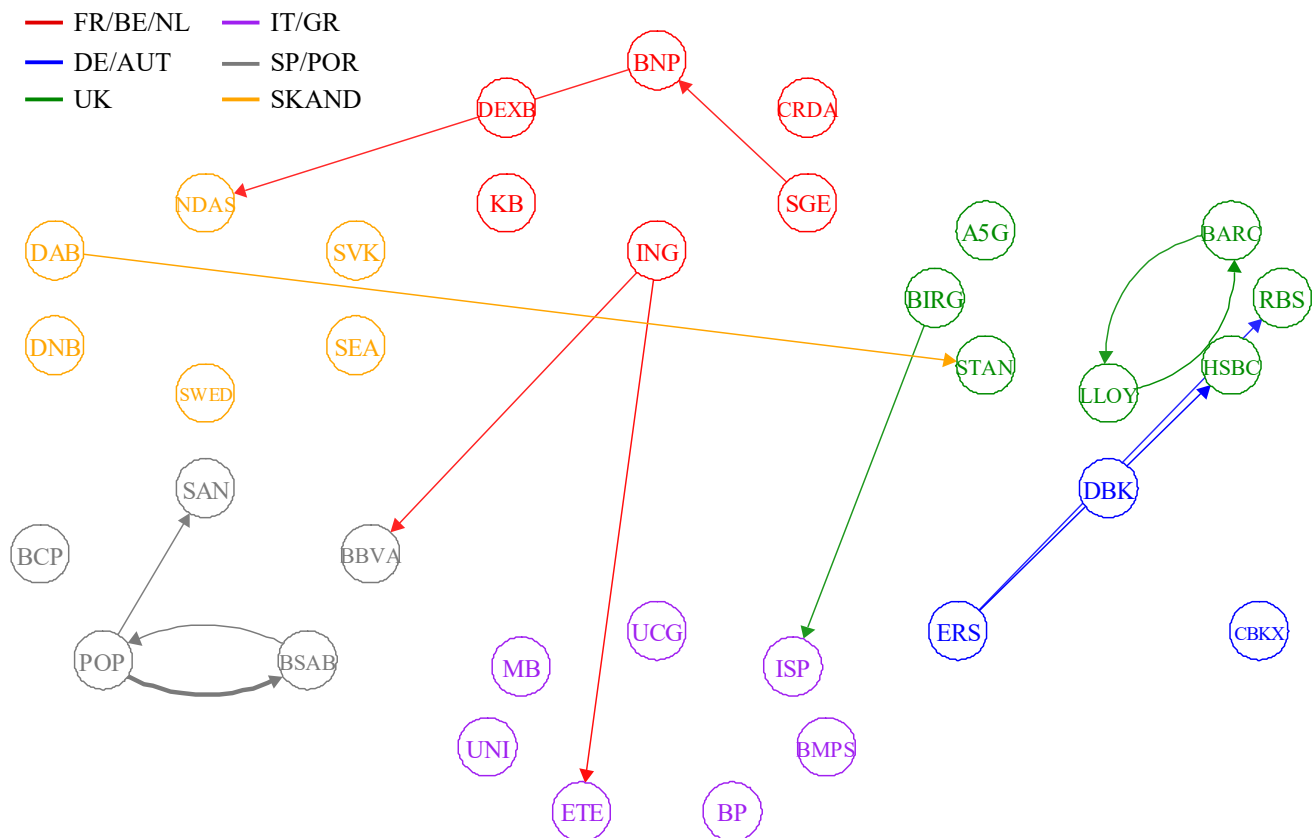 FR/BE/NL IT/GR
DE/AUT SP/POR
UK SKAND
BNP
DEXB CRDA
NDAS KB SGE
DAB SVK ING A5G BARC
BIRG RBS
DNB SEA STAN HSBC
SWED LLOY
SAN DBK
BCP BBVA
UCG ERS CBKX
POP BSAB MB ISP
UNI BMPS
ETE BP